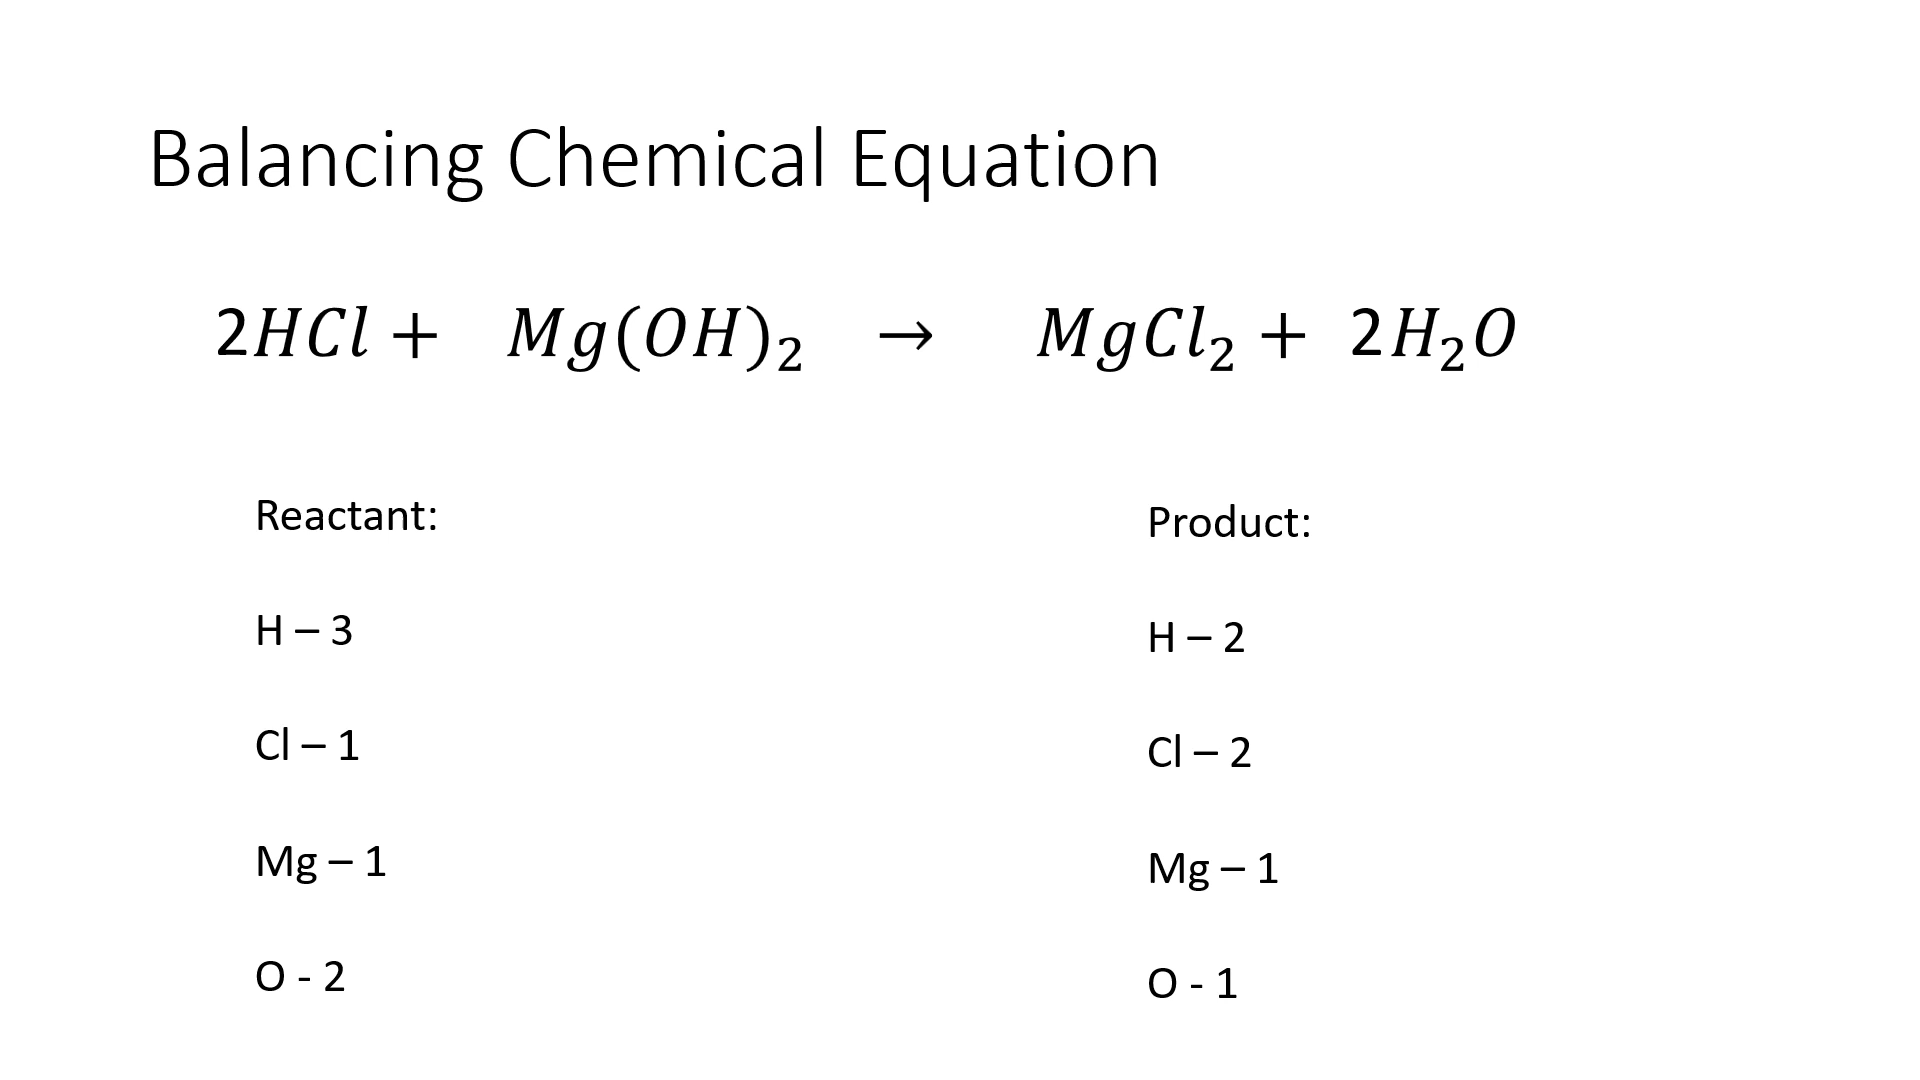 Balancing Chemical Equation
2HCl + Mg(OH)₂ → MgCl₂ + 2H₂O
Reactant:
H – 3
Cl – 1
Mg – 1
O - 2
Product:
H – 2
Cl – 2
Mg – 1
O - 1